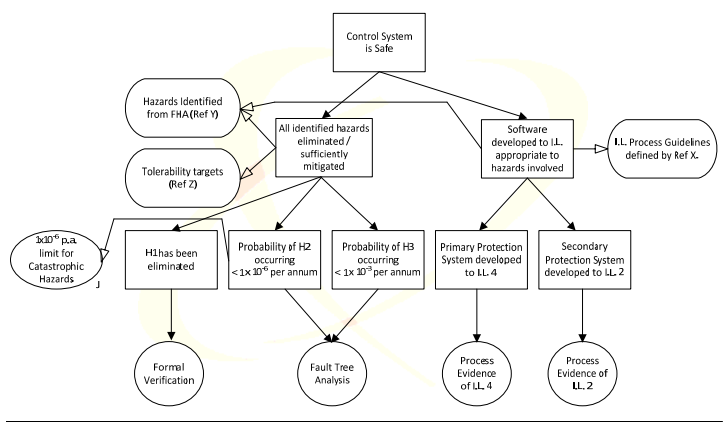 Control System
is Safe
Hazards Identified
from FHA (Ref Y)
Tolerability targets
(Ref Z)
All identified hazards
eliminated /
sufficiently
mitigated
Software
developed to I.L.
appropriate to
hazards involved
I.L. Process Guidelines
defined by Ref X.
1x10⁻⁶ p.a.
limit for
Catastrophic
Hazards
H1 has been
eliminated
Probability of H2
occurring
< 1x 10⁻⁶ per annum
Probability of H3
occurring
< 1x 10⁻³ per annum
Primary Protection
System developed
to I.L. 4
Secondary
Protection System
developed to I.L. 2
Formal
Verification
Fault Tree
Analysis
Process
Evidence
of I.L. 4
Process
Evidence of
I.L. 2